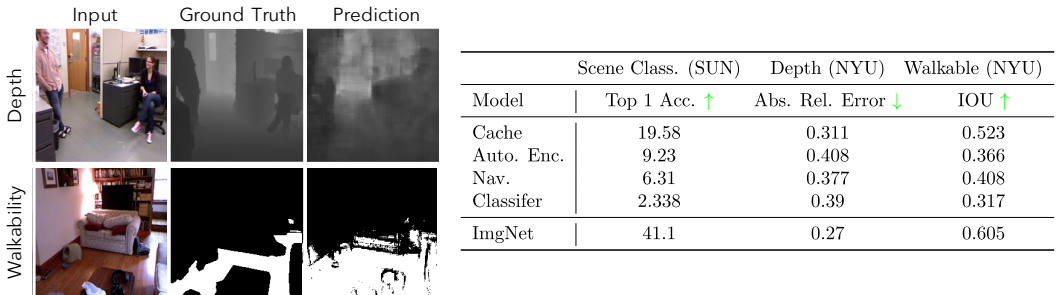 Input Ground Truth Prediction
Depth
Walkability
Scene Class. (SUN) Depth (NYU) Walkable (NYU)
Model Top 1 Acc. ↑ Abs. Rel. Error ↓ IOU ↑
Cache 19.58 0.311 0.523
Auto. Enc. 9.23 0.408 0.366
Nav. 6.31 0.377 0.408
Classifer 2.338 0.39 0.317
ImgNet 41.1 0.27 0.605